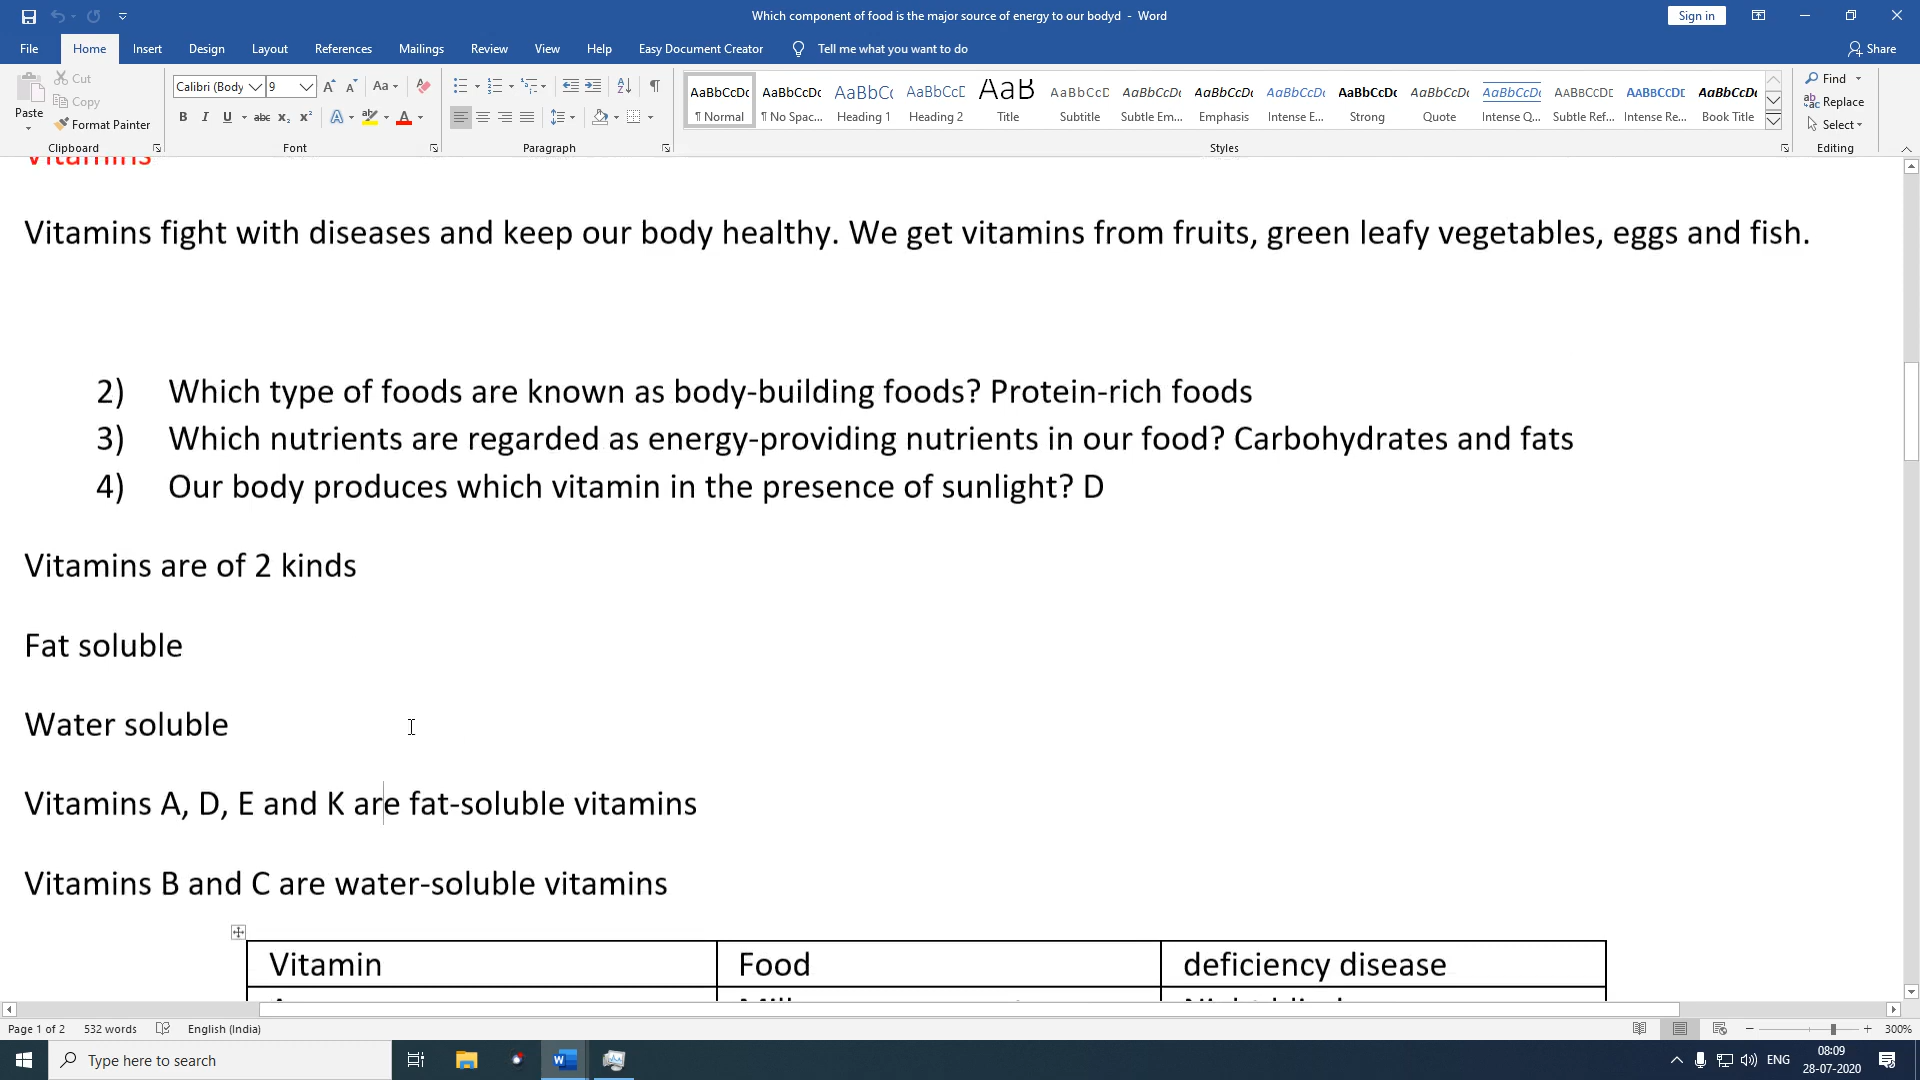 Which component of food is the major source of energy to our bodyd - Word
Sign in
File Home Insert Design Layout References Mailings Review View Help Easy Document Creator Tell me what you want to do Share
Paste
Cut
Copy
Format Painter
Clipboard
Calibri (Body 9
Font
Paragraph
AaBbCcDc AaBbCcDc AaBbCc AaBbCcC AaB AaBbCcC AaBbCcDc AaBbCcDc AaBbCcDc AaBbCcDc AaBbCcDc AaBbCcDc AABBCCDE AABBCCDE AaBbCcDc
¶ Normal ¶ No Spac... Heading 1 Heading 2 Title Subtitle Subtle Em... Emphasis Intense E... Strong Quote Intense Q... Subtle Ref... Intense Re... Book Title
Styles
Find
Replace
Select
Editing
Vitamins
Vitamins fight with diseases and keep our body healthy. We get vitamins from fruits, green leafy vegetables, eggs and fish.
2) Which type of foods are known as body-building foods? Protein-rich foods
3) Which nutrients are regarded as energy-providing nutrients in our food? Carbohydrates and fats
4) Our body produces which vitamin in the presence of sunlight? D
Vitamins are of 2 kinds
Fat soluble
Water soluble
Vitamins A, D, E and K are fat-soluble vitamins
Vitamins B and C are water-soluble vitamins
Vitamin Food deficiency disease
Page 1 of 2 532 words English (India) 300%
Type here to search
ENG
08:09
28-07-2020